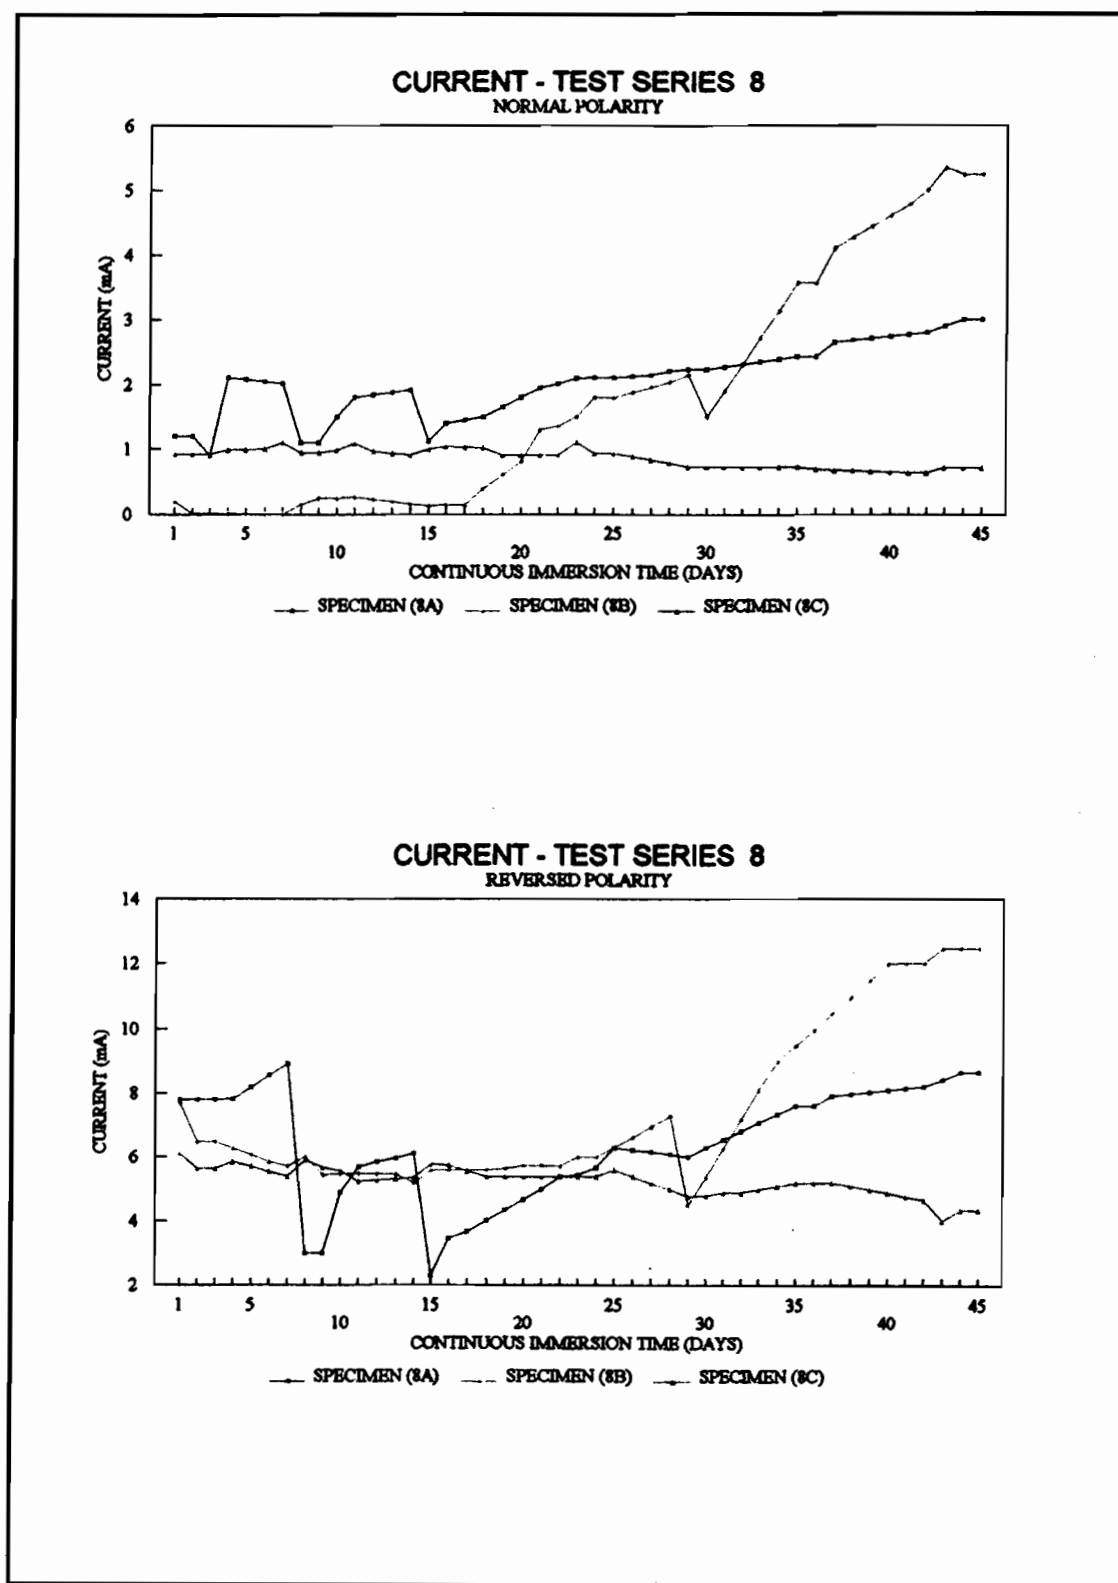 CURRENT - TEST SERIES 8
NORMAL POLARITY
6
5
4
3
2
1
0
CURRENT (mA)
1 5 15 25 35 45
10 20 30 40
CONTINUOUS IMMERSION TIME (DAYS)
SPECIMEN (8A) SPECIMEN (8B) SPECIMEN (8C)
CURRENT - TEST SERIES 8
REVERSED POLARITY
14
12
10
8
6
4
2
CURRENT (mA)
1 5 15 25 35 45
10 20 30 40
CONTINUOUS IMMERSION TIME (DAYS)
SPECIMEN (8A) SPECIMEN (8B) SPECIMEN (8C)